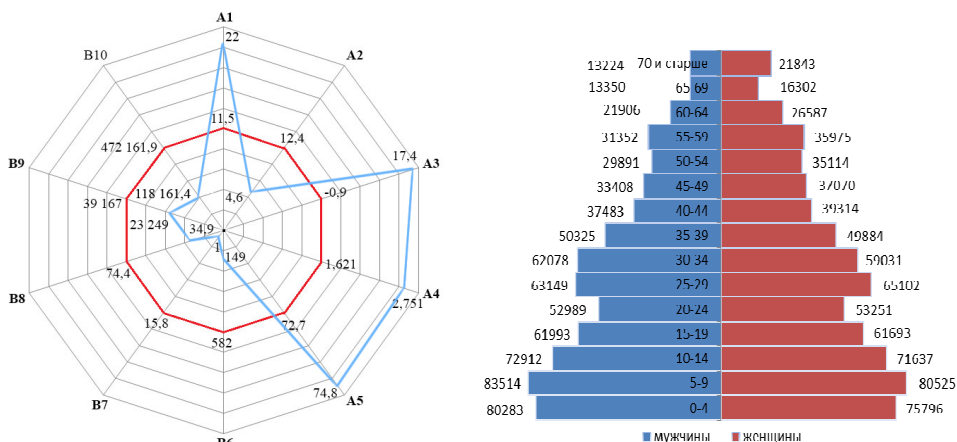 A1
22
B10
A2
11,5
12,4
472 161,9
17,4
A3
B9
118 161,4
4,6
-0,9
39 167
23 249
34,9
1
149
1,621
74,4
B8
2,751
A4
15,8
72,7
582
74,8
A5
B7
B6
13224 70 и старше 21843
13350 65-69 16302
21906 60-64 26587
31352 55-59 35975
29891 50-54 35114
33408 45-49 37070
37483 40-44 39314
50325 35-39 49884
62078 30-34 59031
63149 25-29 65102
52989 20-24 53251
61993 15-19 61693
72912 10-14 71637
83514 5-9 80525
80283 0-4 75796
мужчины женщины